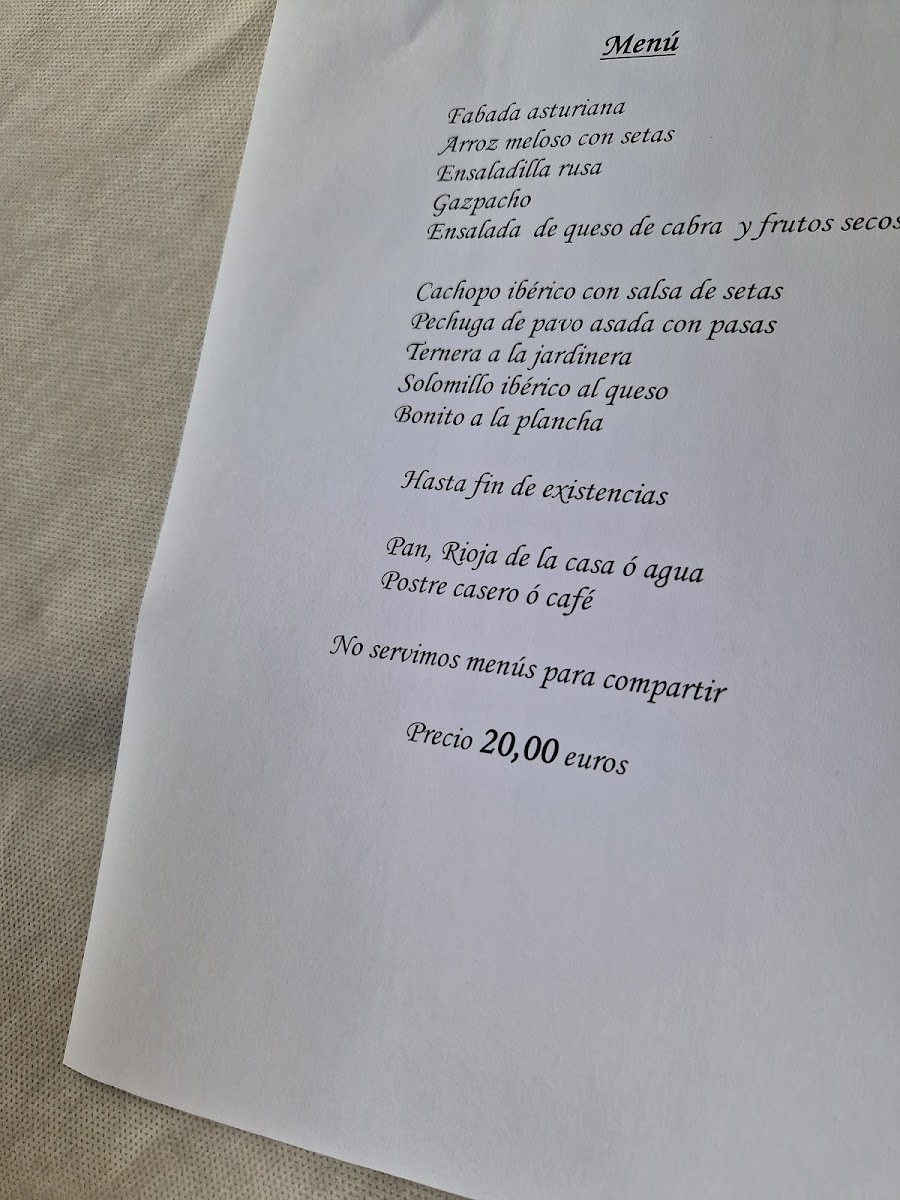 Menú
Fabada asturiana
Arroz meloso con setas
Ensaladilla rusa
Gazpacho
Ensalada de queso de cabra y frutos secos
Cachopo ibérico con salsa de setas
Pechuga de pavo asada con pasas
Ternera a la jardinera
Solomillo ibérico al queso
Bonito a la plancha
Hasta fin de existencias
Pan, Rioja de la casa ó agua
Postre casero ó café
No servimos menús para compartir
Precio 20,00 euros